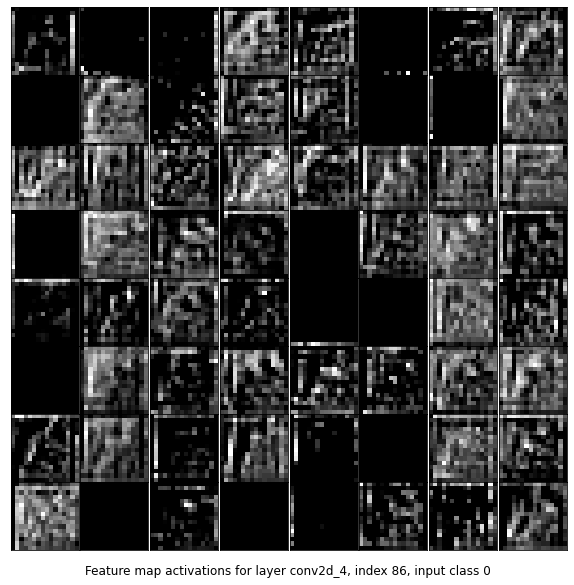 Feature map activations for layer conv2d_4, index 86, input class 0